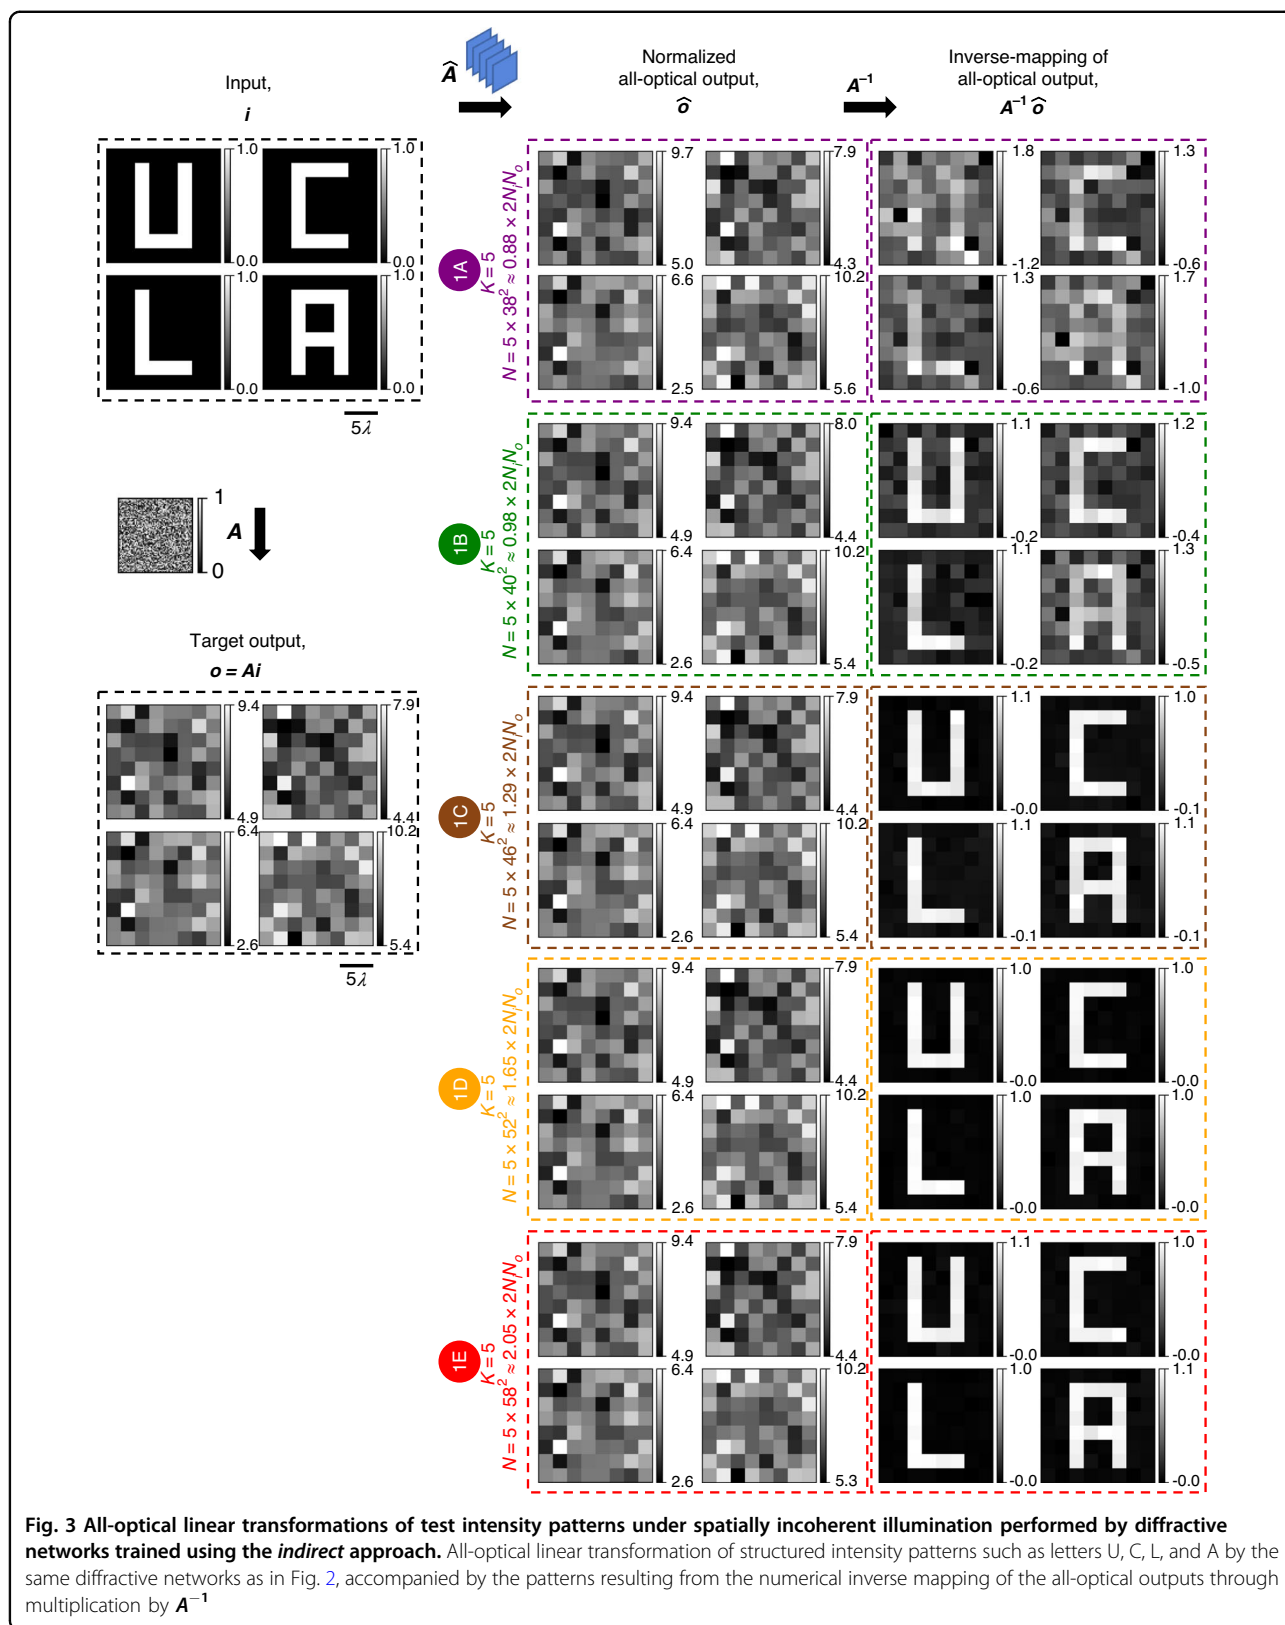 Input,
i
1.0
1.0
0.0
0.0
1.0
1.0
0.0
0.0
5λ
A
1
0
Target output,
o = Ai
9.4
7.9
4.9
4.4
6.4
10.2
2.6
5.4
5λ
Â
Normalized
all-optical output,
ô
A⁻¹
Inverse-mapping of
all-optical output,
A⁻¹ ô
1A
K = 5
N = 5 × 38² ≈ 0.88 × 2NᵢNₒ
9.7
7.9
5.0
4.3
6.6
10.2
2.5
5.6
1.8
1.3
-1.2
-0.6
1.3
1.7
-0.6
-1.0
1B
K = 5
N = 5 × 40² ≈ 0.98 × 2NᵢNₒ
9.4
8.0
4.9
4.4
6.4
10.2
2.6
5.4
1.1
1.2
-0.2
-0.4
1.1
1.3
-0.2
-0.5
1C
K = 5
N = 5 × 46² ≈ 1.29 × 2NᵢNₒ
9.4
7.9
4.9
4.4
6.4
10.2
2.6
5.4
1.1
1.0
-0.0
-0.1
1.1
1.1
-0.1
-0.1
1D
K = 5
N = 5 × 52² ≈ 1.65 × 2NᵢNₒ
9.4
7.9
4.9
4.4
6.4
10.2
2.6
5.4
1.0
1.0
-0.0
-0.0
1.0
1.0
-0.0
-0.0
1E
K = 5
N = 5 × 58² ≈ 2.05 × 2NᵢNₒ
9.4
7.9
4.9
4.4
6.4
10.2
2.6
5.3
1.1
1.0
-0.0
-0.0
1.0
1.1
-0.0
-0.0
Fig. 3 All-optical linear transformations of test intensity patterns under spatially incoherent illumination performed by diffractive
networks trained using the indirect approach. All-optical linear transformation of structured intensity patterns such as letters U, C, L, and A by the
same diffractive networks as in Fig. 2, accompanied by the patterns resulting from the numerical inverse mapping of the all-optical outputs through
multiplication by A⁻¹